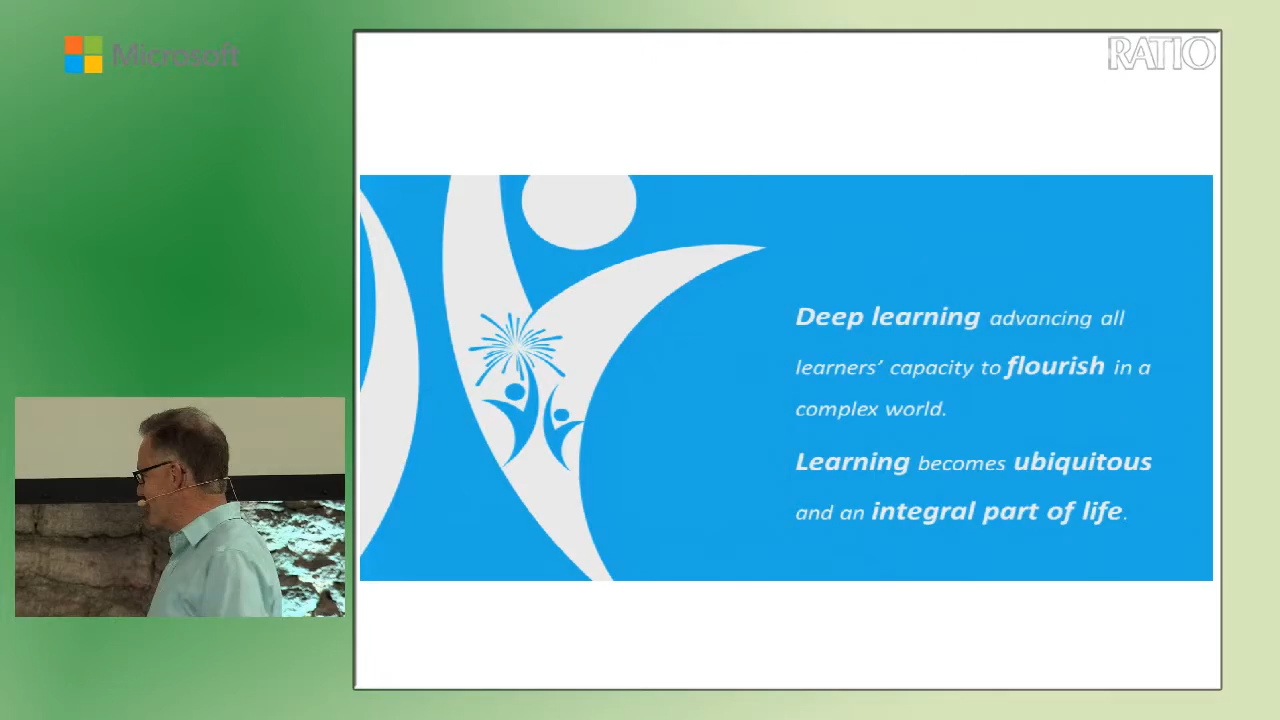 Microsoft
RATIO
Deep learning advancing all
learners’ capacity to flourish in a
complex world.
Learning becomes ubiquitous
and an integral part of life.